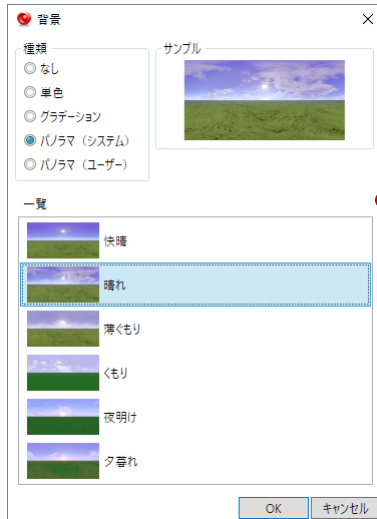 背景
種類
なし
単色
グラデーション
パノラマ（システム）
パノラマ（ユーザー）
サンプル
一覧
快晴
晴れ
薄ぐもり
くもり
夜明け
夕暮れ
OK
キャンセル